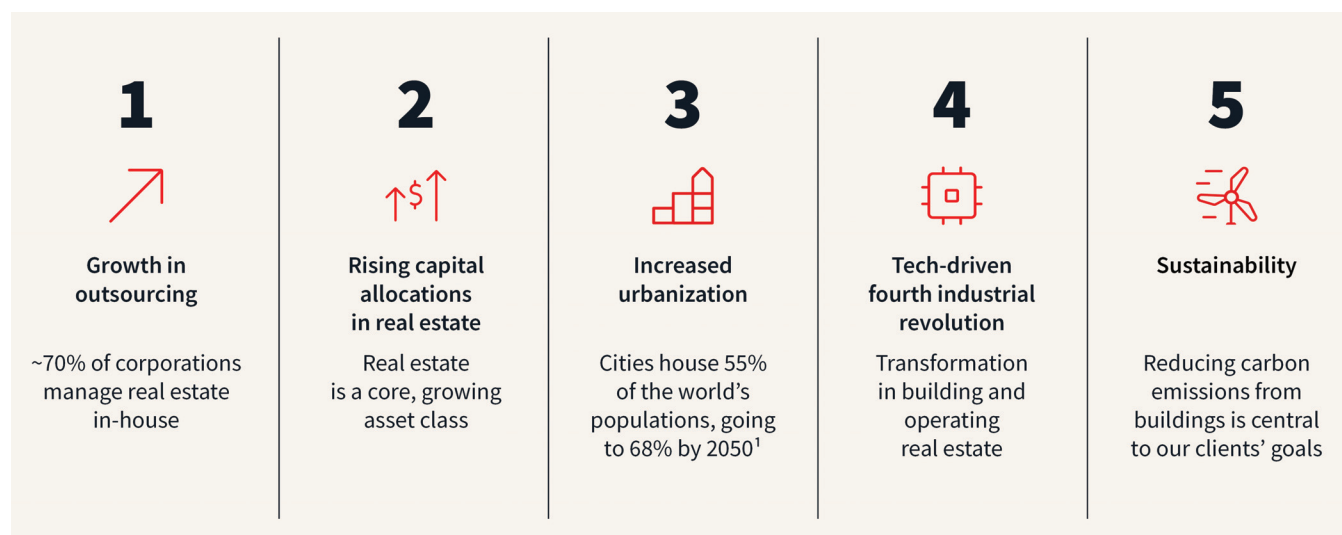 1
Growth in
outsourcing
~70% of corporations
manage real estate
in-house
2
$
Rising capital
allocations
in real estate
Real estate
is a core, growing
asset class
3
Increased
urbanization
Cities house 55%
of the world’s
populations, going
to 68% by 2050¹
4
Tech-driven
fourth industrial
revolution
Transformation
in building and
operating
real estate
5
Sustainability
Reducing carbon
emissions from
buildings is central
to our clients’ goals